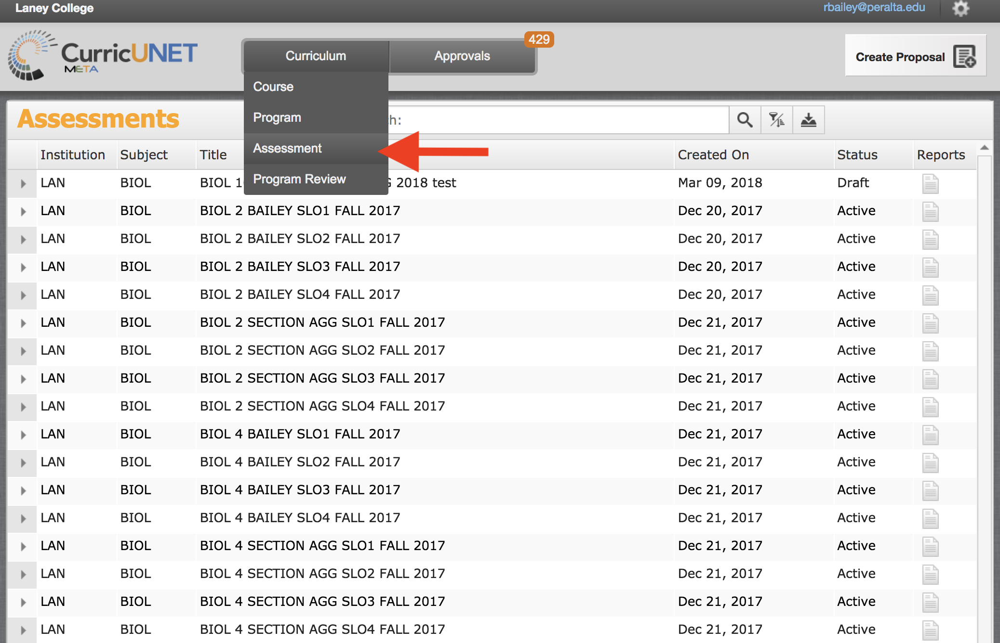 Laney College
rbailey@peralta.edu
CurricUNET
META
Curriculum
Approvals
429
Create Proposal
Course
Program
Assessment
Program Review
Assessments
Institution Subject Title Created On Status Reports
LAN BIOL BIOL 2018 test Mar 09, 2018 Draft
LAN BIOL BIOL 2 BAILEY SLO1 FALL 2017 Dec 20, 2017 Active
LAN BIOL BIOL 2 BAILEY SLO2 FALL 2017 Dec 20, 2017 Active
LAN BIOL BIOL 2 BAILEY SLO3 FALL 2017 Dec 20, 2017 Active
LAN BIOL BIOL 2 BAILEY SLO4 FALL 2017 Dec 20, 2017 Active
LAN BIOL BIOL 2 SECTION AGG SLO1 FALL 2017 Dec 21, 2017 Active
LAN BIOL BIOL 2 SECTION AGG SLO2 FALL 2017 Dec 21, 2017 Active
LAN BIOL BIOL 2 SECTION AGG SLO3 FALL 2017 Dec 21, 2017 Active
LAN BIOL BIOL 2 SECTION AGG SLO4 FALL 2017 Dec 21, 2017 Active
LAN BIOL BIOL 4 BAILEY SLO1 FALL 2017 Dec 21, 2017 Active
LAN BIOL BIOL 4 BAILEY SLO2 FALL 2017 Dec 21, 2017 Active
LAN BIOL BIOL 4 BAILEY SLO3 FALL 2017 Dec 21, 2017 Active
LAN BIOL BIOL 4 BAILEY SLO4 FALL 2017 Dec 21, 2017 Active
LAN BIOL BIOL 4 SECTION AGG SLO1 FALL 2017 Dec 21, 2017 Active
LAN BIOL BIOL 4 SECTION AGG SLO2 FALL 2017 Dec 21, 2017 Active
LAN BIOL BIOL 4 SECTION AGG SLO3 FALL 2017 Dec 21, 2017 Active
LAN BIOL BIOL 4 SECTION AGG SLO4 FALL 2017 Dec 21, 2017 Active